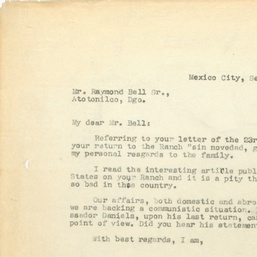 Mexico City, Se
Mr. Raymond Bell Sr.,
Atotonilco, Dgo.
My dear Mr. Bell:
Referring to your letter of the 23r
your return to the Ranch "sin novedad, g
my personal resgards to the family.
I read the interesting article publ
States on your Ranch and it is a pity th
so bad in this country.
Our affairs, both domestic and abro
we are backing a communistic situation.
sador Daniels, upon his last return, co
point of view. Did you hear his statemen
With best regards, I am,